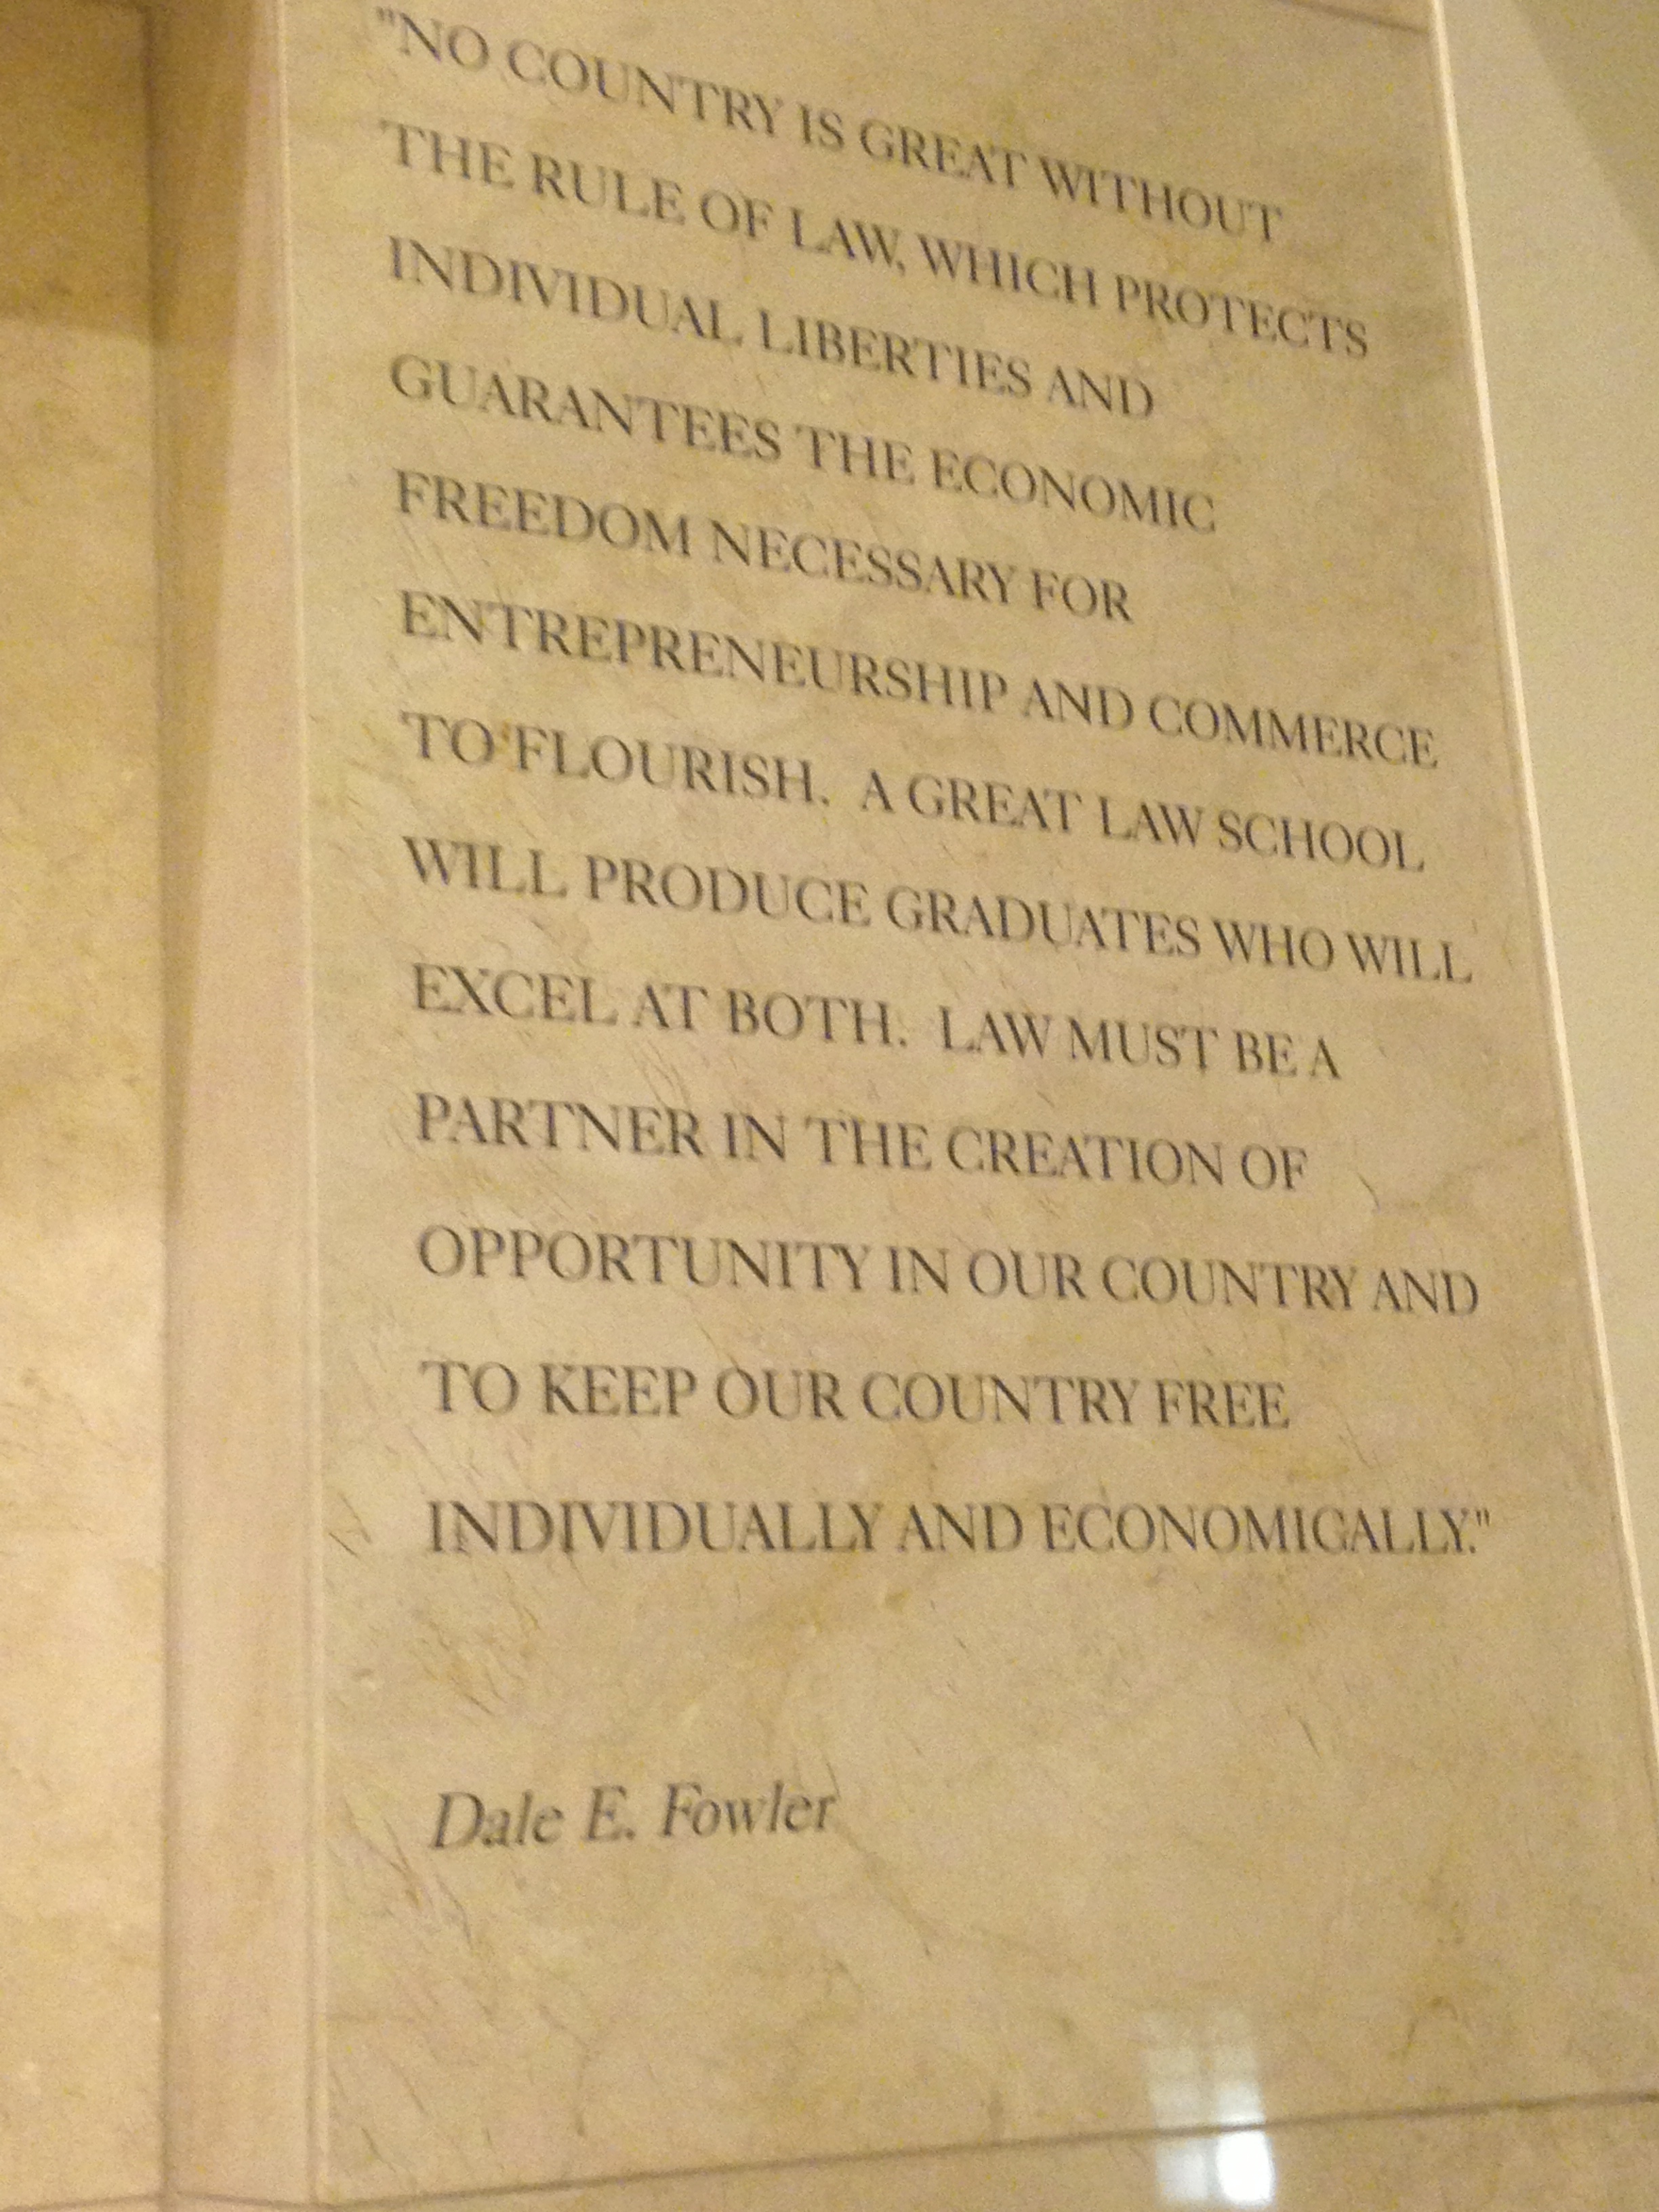 "NO COUNTRY IS GREAT WITHOUT
THE RULE OF LAW, WHICH PROTECTS
INDIVIDUAL LIBERTIES AND
GUARANTEES THE ECONOMIC
FREEDOM NECESSARY FOR
ENTREPRENEURSHIP AND COMMERCE
TO FLOURISH. A GREAT LAW SCHOOL
WILL PRODUCE GRADUATES WHO WILL
EXCEL AT BOTH. LAW MUST BE A
PARTNER IN THE CREATION OF
OPPORTUNITY IN OUR COUNTRY AND
TO KEEP OUR COUNTRY FREE
INDIVIDUALLY AND ECONOMICALLY."
Dale E. Fowler